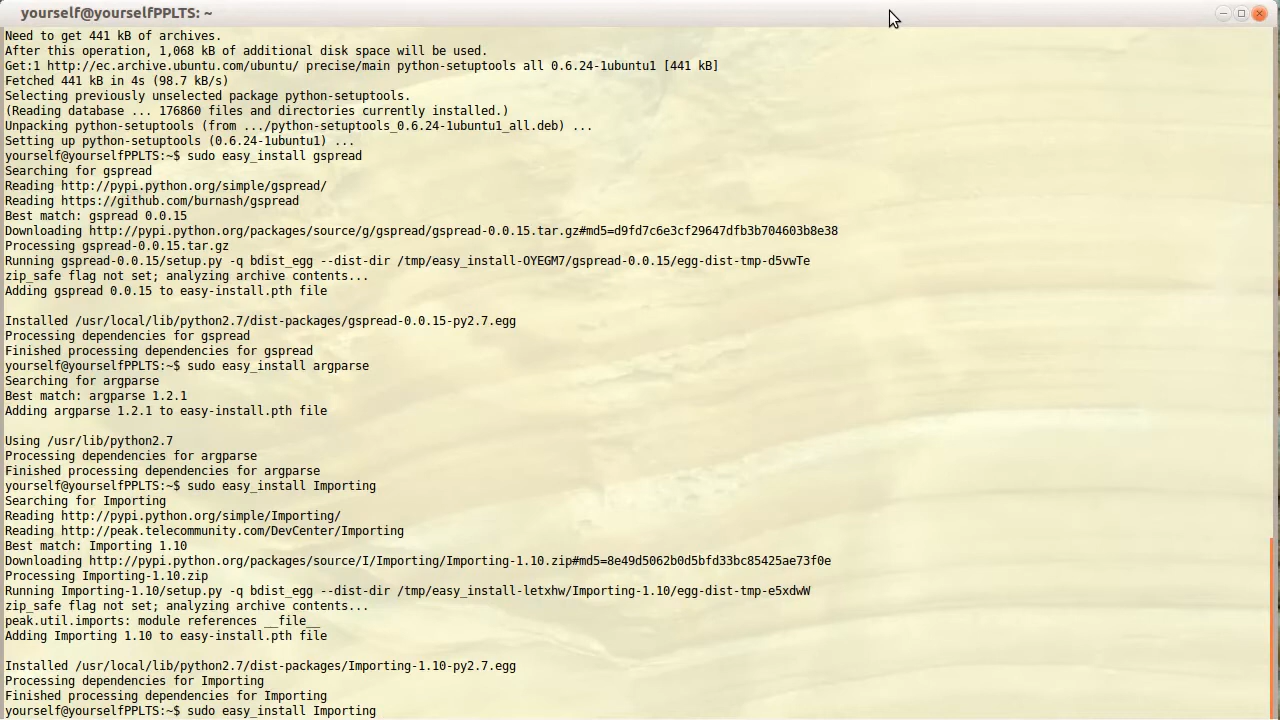 yourself@yourselfPPLTS: ~
Need to get 441 kB of archives.
After this operation, 1,068 kB of additional disk space will be used.
Get:1 http://ec.archive.ubuntu.com/ubuntu/ precise/main python-setuptools all 0.6.24-1ubuntu1 [441 kB]
Fetched 441 kB in 4s (98.7 kB/s)
Selecting previously unselected package python-setuptools.
(Reading database ... 176860 files and directories currently installed.)
Unpacking python-setuptools (from .../python-setuptools_0.6.24-1ubuntu1_all.deb) ...
Setting up python-setuptools (0.6.24-1ubuntu1) ...
yourself@yourselfPPLTS:~$ sudo easy_install gspread
Searching for gspread
Reading http://pypi.python.org/simple/gspread/
Reading https://github.com/burnash/gspread
Best match: gspread 0.0.15
Downloading http://pypi.python.org/packages/source/g/gspread/gspread-0.0.15.tar.gz#md5=d9fd7c6e3cf29647dfb3b704603b8e38
Processing gspread-0.0.15.tar.gz
Running gspread-0.0.15/setup.py -q bdist_egg --dist-dir /tmp/easy_install-OYEGM7/gspread-0.0.15/egg-dist-tmp-d5vwTe
zip_safe flag not set; analyzing archive contents...
Adding gspread 0.0.15 to easy-install.pth file
Installed /usr/local/lib/python2.7/dist-packages/gspread-0.0.15-py2.7.egg
Processing dependencies for gspread
Finished processing dependencies for gspread
yourself@yourselfPPLTS:~$ sudo easy_install argparse
Searching for argparse
Best match: argparse 1.2.1
Adding argparse 1.2.1 to easy-install.pth file
Using /usr/lib/python2.7
Processing dependencies for argparse
Finished processing dependencies for argparse
yourself@yourselfPPLTS:~$ sudo easy_install Importing
Searching for Importing
Reading http://pypi.python.org/simple/Importing/
Reading http://peak.telecommunity.com/DevCenter/Importing
Best match: Importing 1.10
Downloading http://pypi.python.org/packages/source/I/Importing/Importing-1.10.zip#md5=8e49d5062b0d5bfd33bc85425ae73f0e
Processing Importing-1.10.zip
Running Importing-1.10/setup.py -q bdist_egg --dist-dir /tmp/easy_install-letxhw/Importing-1.10/egg-dist-tmp-e5xdwW
zip_safe flag not set; analyzing archive contents...
peak.util.imports: module references __file__
Adding Importing 1.10 to easy-install.pth file
Installed /usr/local/lib/python2.7/dist-packages/Importing-1.10-py2.7.egg
Processing dependencies for Importing
Finished processing dependencies for Importing
yourself@yourselfPPLTS:~$ sudo easy_install Importing